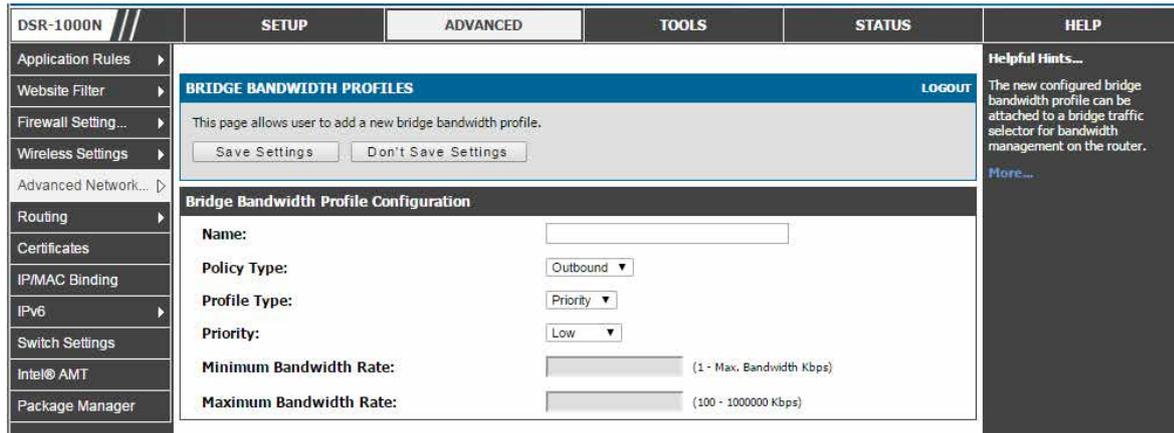 DSR-1000N
SETUP
ADVANCED
TOOLS
STATUS
HELP
Application Rules
Website Filter
Firewall Setting...
Wireless Settings
Advanced Network...
Routing
Certificates
IP/MAC Binding
IPv6
Switch Settings
Intel® AMT
Package Manager
BRIDGE BANDWIDTH PROFILES
LOGOUT
This page allows user to add a new bridge bandwidth profile.
Save Settings
Don't Save Settings
Bridge Bandwidth Profile Configuration
Name:
Policy Type:
Outbound
Profile Type:
Priority
Priority:
Low
Minimum Bandwidth Rate:
(1 - Max. Bandwidth Kbps)
Maximum Bandwidth Rate:
(100 - 1000000 Kbps)
Helpful Hints...
The new configured bridge
bandwidth profile can be
attached to a bridge traffic
selector for bandwidth
management on the router.
More...